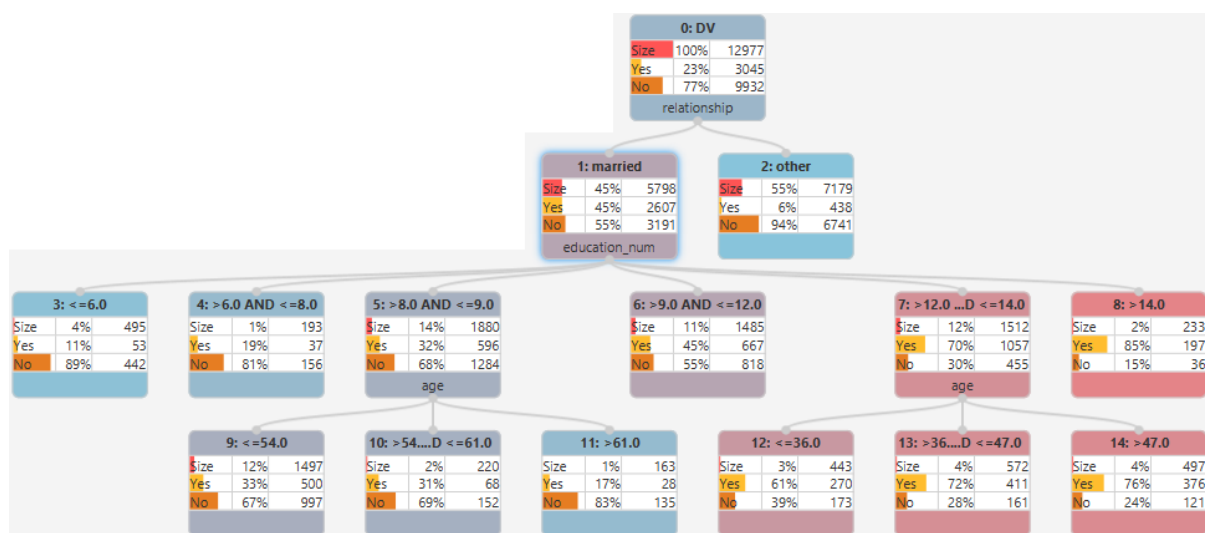 0: DV
Size 100% 12977
Yes 23% 3045
No 77% 9932
relationship
1: married
Size 45% 5798
Yes 45% 2607
No 55% 3191
education_num
2: other
Size 55% 7179
Yes 6% 438
No 94% 6741
3: <=6.0
Size 4% 495
Yes 11% 53
No 89% 442
4: >6.0 AND <=8.0
Size 1% 193
Yes 19% 37
No 81% 156
5: >8.0 AND <=9.0
Size 14% 1880
Yes 32% 596
No 68% 1284
age
6: >9.0 AND <=12.0
Size 11% 1485
Yes 45% 667
No 55% 818
7: >12.0 ...D <=14.0
Size 12% 1512
Yes 70% 1057
No 30% 455
age
8: >14.0
Size 2% 233
Yes 85% 197
No 15% 36
9: <=54.0
Size 12% 1497
Yes 33% 500
No 67% 997
10: >54....D <=61.0
Size 2% 220
Yes 31% 68
No 69% 152
11: >61.0
Size 1% 163
Yes 17% 28
No 83% 135
12: <=36.0
Size 3% 443
Yes 61% 270
No 39% 173
13: >36....D <=47.0
Size 4% 572
Yes 72% 411
No 28% 161
14: >47.0
Size 4% 497
Yes 76% 376
No 24% 121